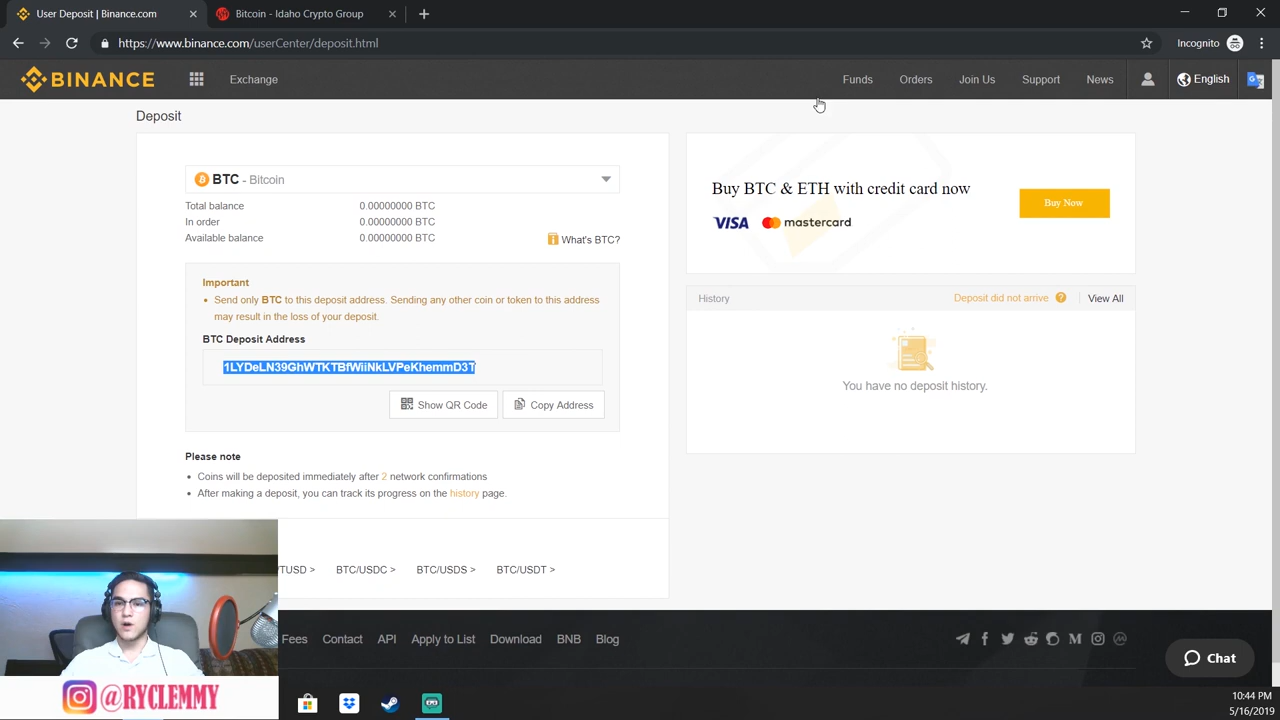 User Deposit | Binance.com
Bitcoin - Idaho Crypto Group
https://www.binance.com/userCenter/deposit.html
Incognito
BINANCE
Exchange
Funds
Orders
Join Us
Support
News
English
Deposit
BTC - Bitcoin
Total balance 0.00000000 BTC
In order 0.00000000 BTC
Available balance 0.00000000 BTC
What's BTC?
Important
• Send only BTC to this deposit address. Sending any other coin or token to this address
may result in the loss of your deposit.
BTC Deposit Address
1LYDeLN39GhWTKTBfWiiNkLVPeKhemmD3T
Show QR Code
Copy Address
Please note
• Coins will be deposited immediately after 2 network confirmations
• After making a deposit, you can track its progress on the history page.
/TUSD >
BTC/USDC >
BTC/USDS >
BTC/USDT >
Buy BTC & ETH with credit card now
Buy Now
VISA mastercard
History
Deposit did not arrive ?
View All
You have no deposit history.
Fees
Contact
API
Apply to List
Download
BNB
Blog
Chat
@RYCLEMMY
10:44 PM
5/16/2019